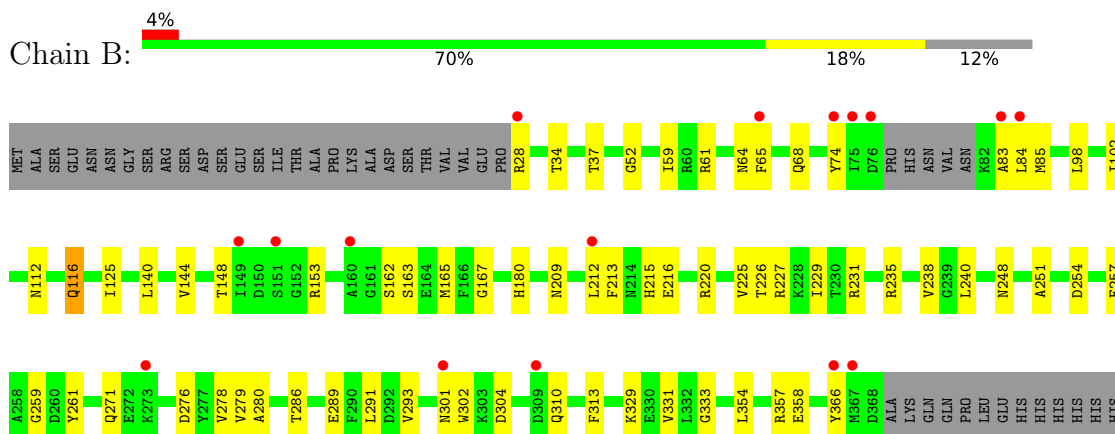 4%
Chain B:
70% 18% 12%
MET ALA SER GLU ASN ASN GLY SER ARG SER ASP SER GLU SER ILE THR ALA PRO LYS ALA ASP SER THR VAL VAL GLU PRO R28 T34 T37 G52 I59 R60 R61 N64 F65 Q68 Y74 I75 D76 PRO HIS ASN VAL ASN K82 A83 L84 M85 L98 I102
N112 Q116 I125 L140 V144 T148 I149 D150 S151 G152 R153 A160 G161 S162 S163 E164 M165 F166 G167 H180 N209 L212 F213 N214 H215 E216 R220 V225 T226 R227 K228 I229 T230 R231 R235 V238 G239 L240 N248 A251 D254 E257
A258 G259 D260 Y261 Q271 E272 K273 D276 Y277 V278 V279 A280 T286 E289 F290 L291 D292 V293 N301 W302 K303 D304 D309 Q310 F313 K329 E330 V331 L332 G333 L354 R357 E358 Y366 M367 D368 ALA LYS GLN GLN PRO LEU GLU HIS HIS HIS HIS HIS HIS